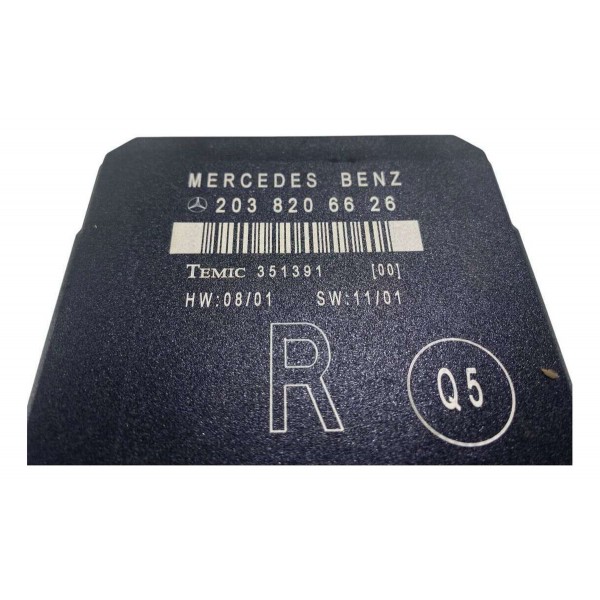 MERCEDES BENZ
203 820 66 26
TEMIC 351391 [00]
HW:08/01 SW:11/01
R
Q5